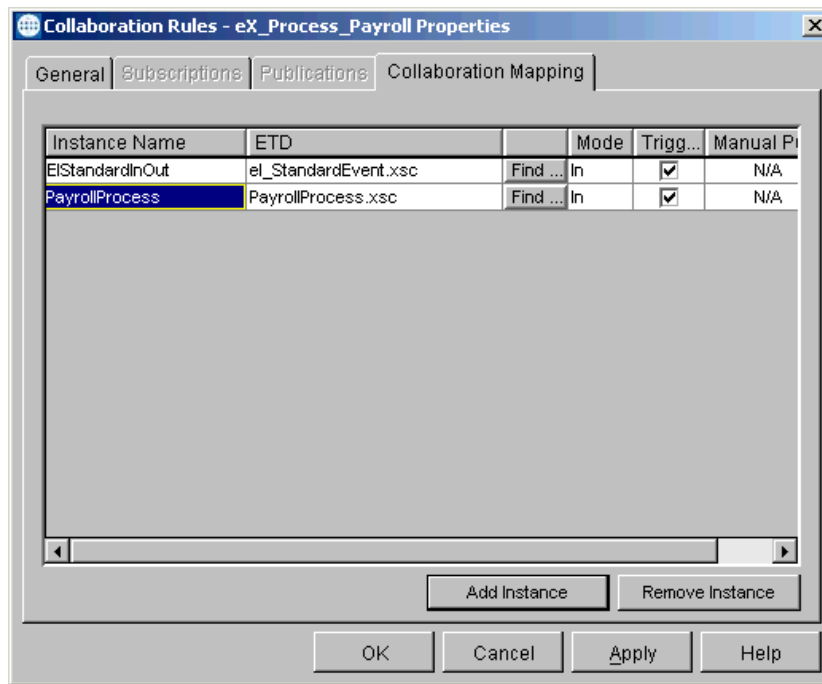 Collaboration Rules - eX_Process_Payroll Properties
General Subscriptions Publications Collaboration Mapping
Instance Name ETD Mode Trigg... Manual P
ElStandardInOut el_StandardEvent.xsc Find ... In N/A
PayrollProcess PayrollProcess.xsc Find ... In N/A
Add Instance Remove Instance
OK Cancel Apply Help